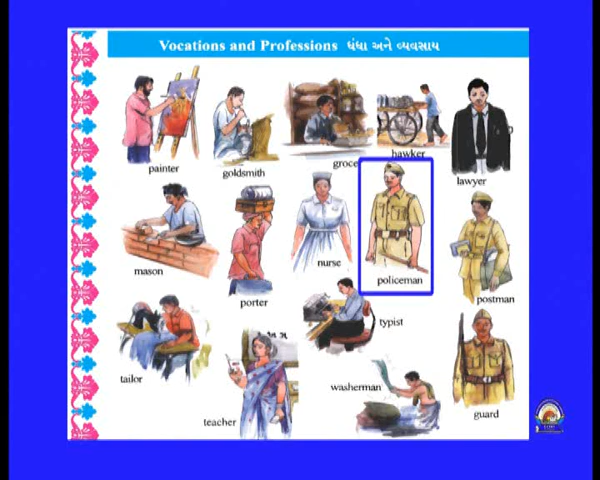 Vocations and Professions ધંધા અને વ્યવસાય
painter
goldsmith
groce
hawker
lawyer
mason
porter
nurse
policeman
postman
tailor
teacher
typist
washerman
guard